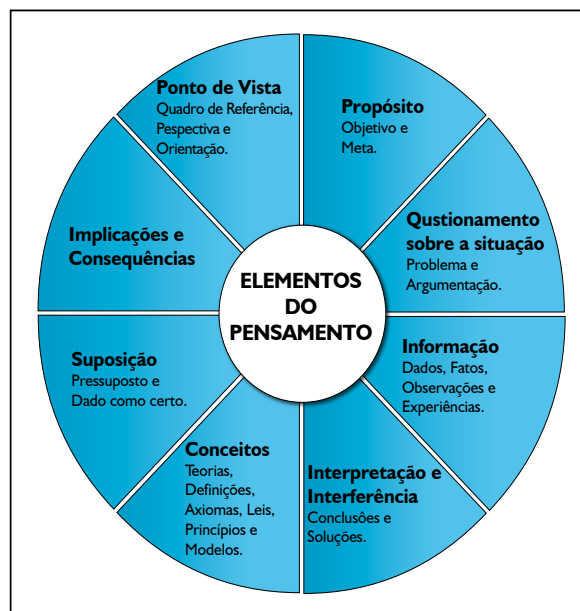 Ponto de Vista
Quadro de Referência,
Pespectiva e
Orientação.
Propósito
Objetivo e
Meta.
Qustionamento
sobre a situação
Problema e
Argumentação.
Informação
Dados, Fatos,
Observações e
Experiências.
Interpretação e
Interferência
Conclusões e
Soluções.
Conceitos
Teorias,
Definições,
Axiomas, Leis,
Princípios e
Modelos.
Suposição
Pressuposto e
Dado como certo.
Implicações e
Consequências
ELEMENTOS
DO
PENSAMENTO